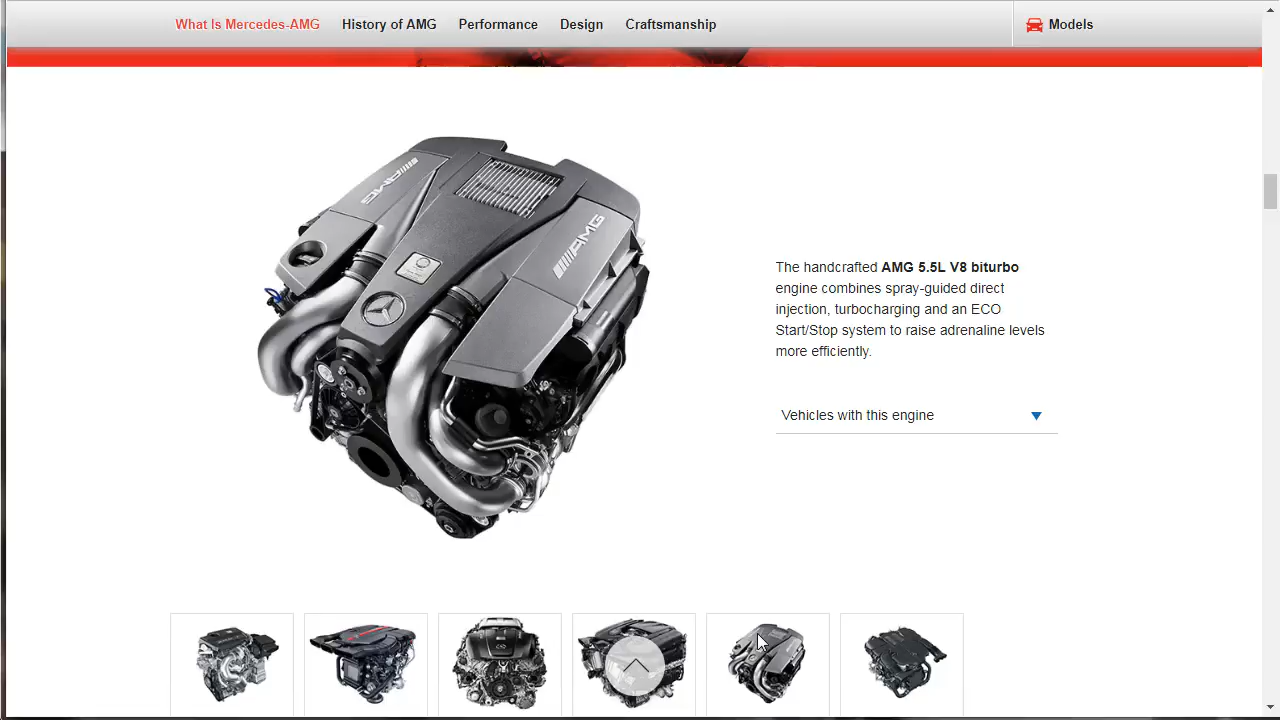 What Is Mercedes-AMG
History of AMG
Performance
Design
Craftsmanship
Models
AMG
AMG
The handcrafted AMG 5.5L V8 biturbo
engine combines spray-guided direct
injection, turbocharging and an ECO
Start/Stop system to raise adrenaline levels
more efficiently.
Vehicles with this engine